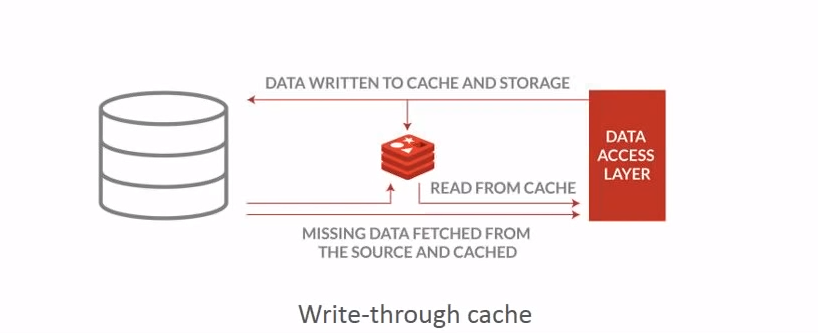 DATA WRITTEN TO CACHE AND STORAGE
DATA
ACCESS
LAYER
READ FROM CACHE
MISSING DATA FETCHED FROM
THE SOURCE AND CACHED
Write-through cache